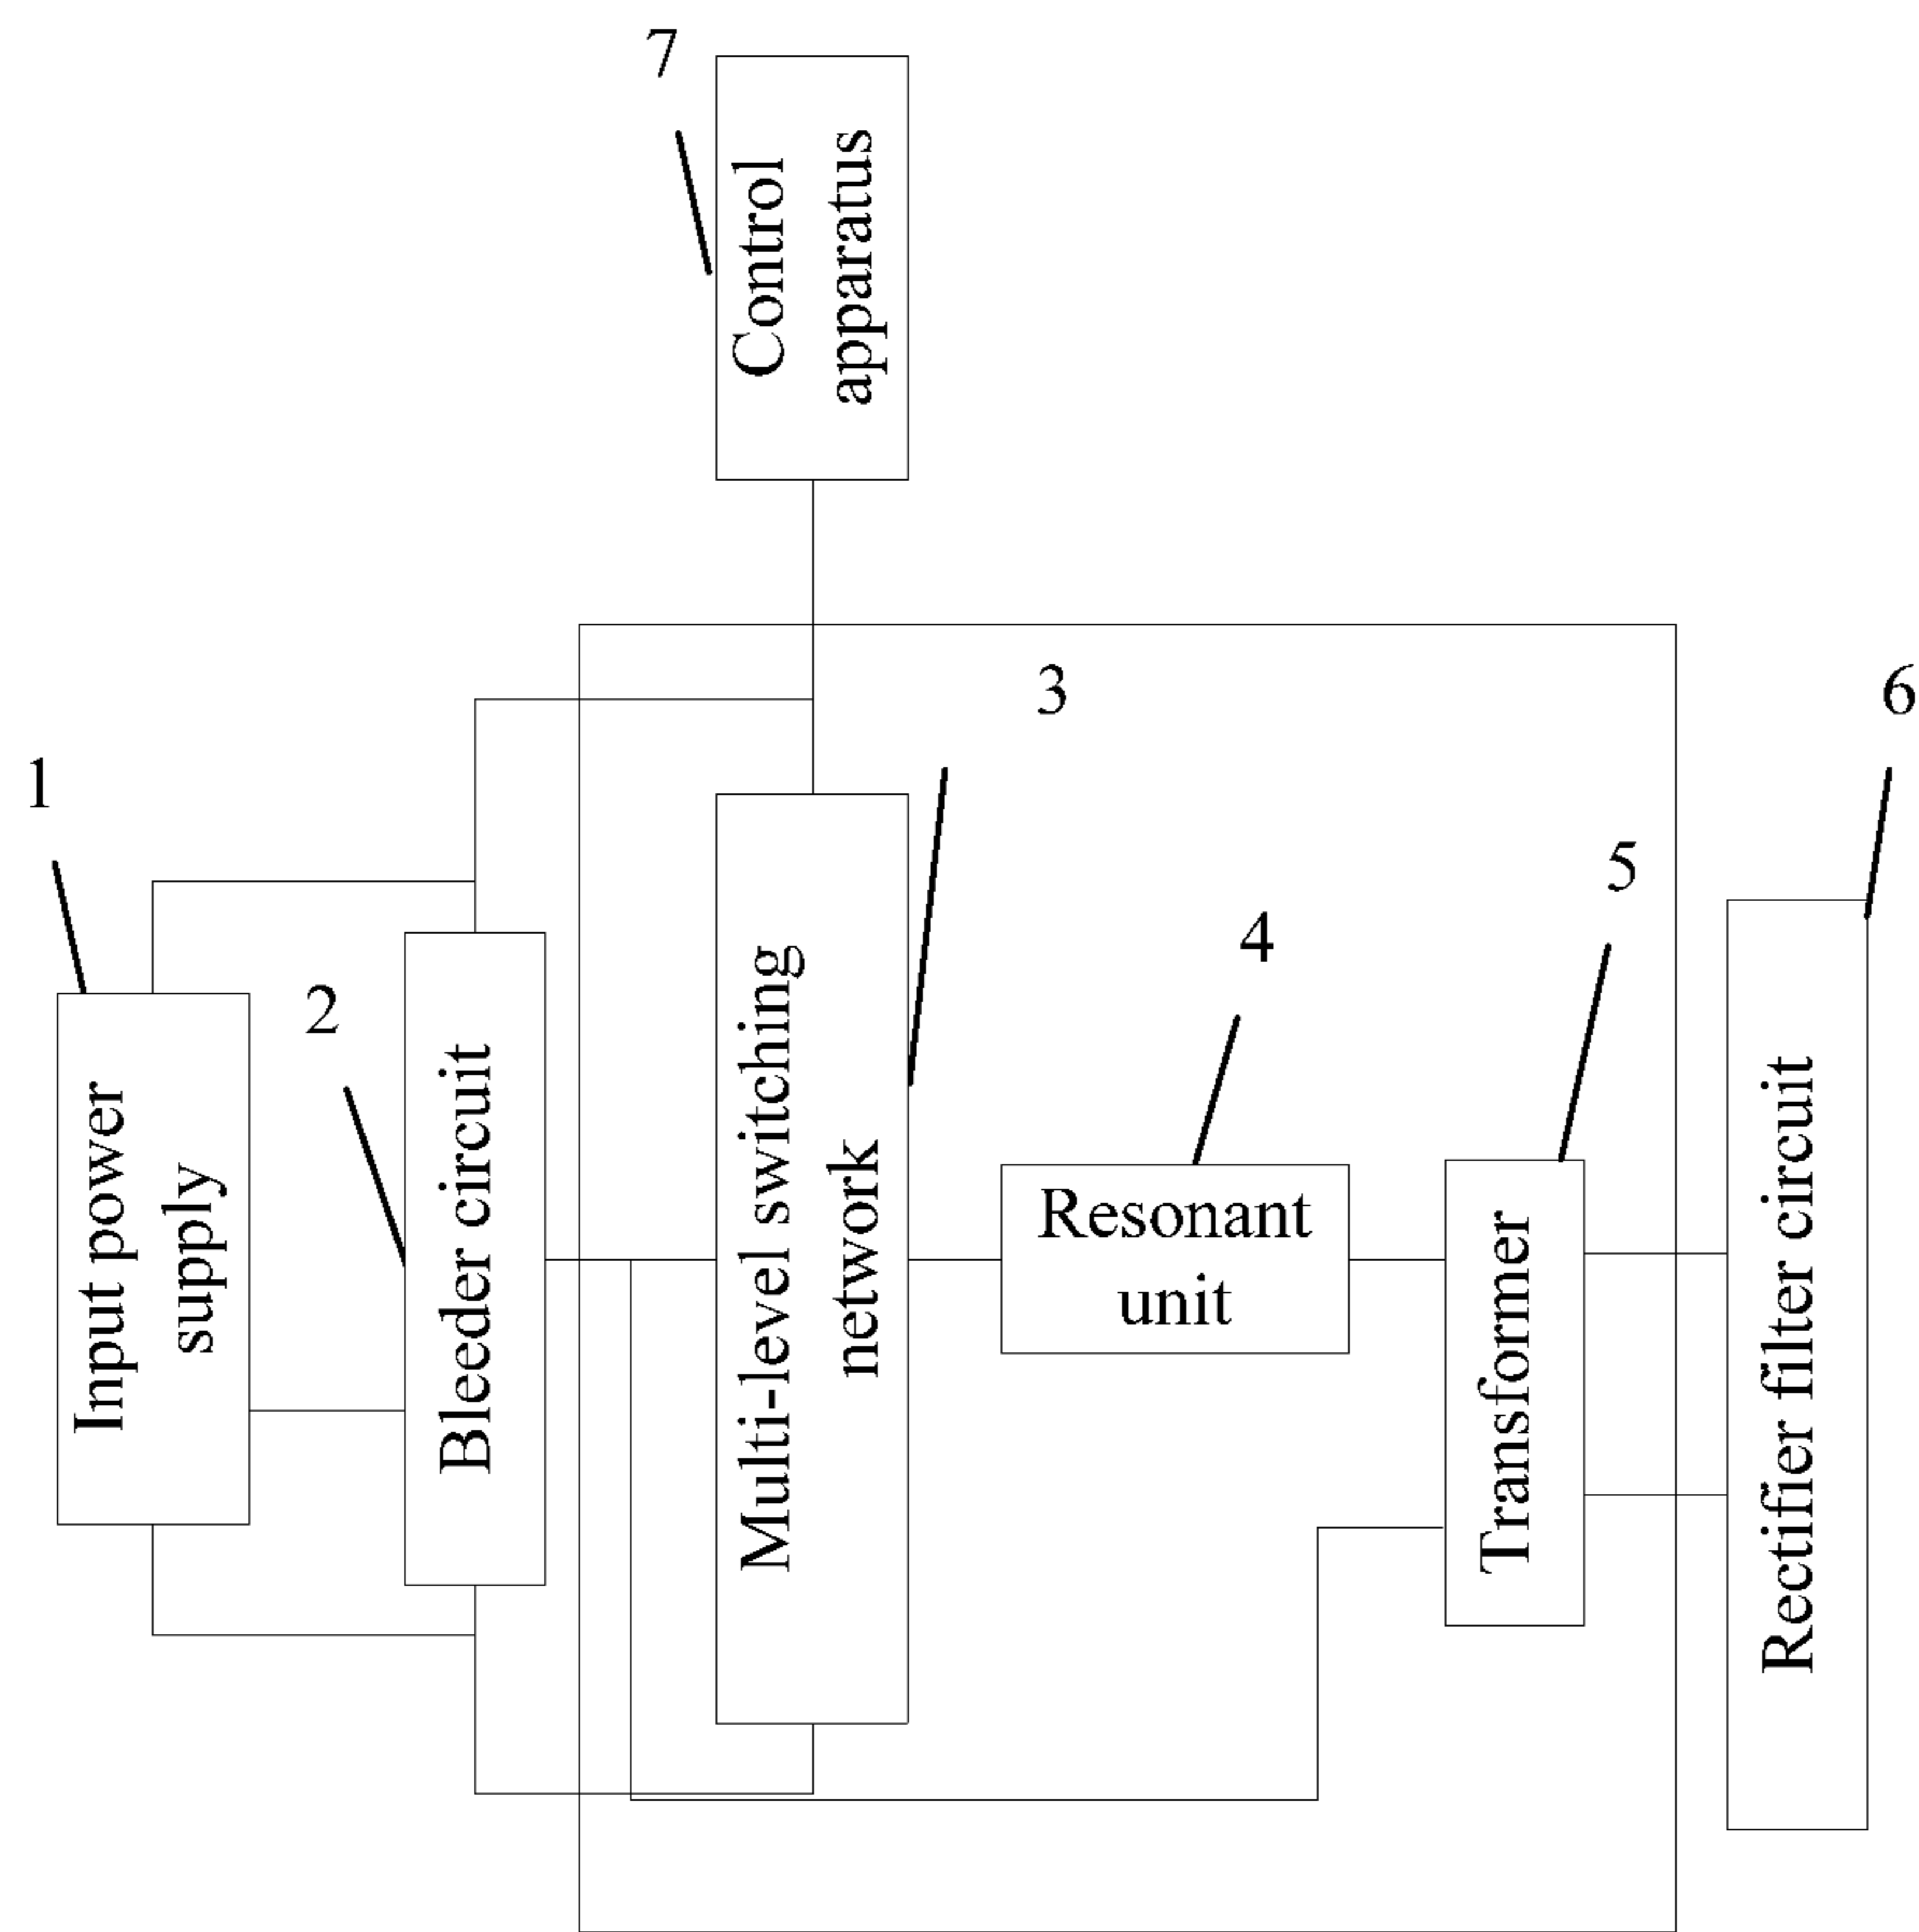 7
Control
apparatus
3
6
1
5
4
2
Input power
supply
Bleeder circuit
Multi-level switching
network
Resonant
unit
Transformer
Rectifier filter circuit